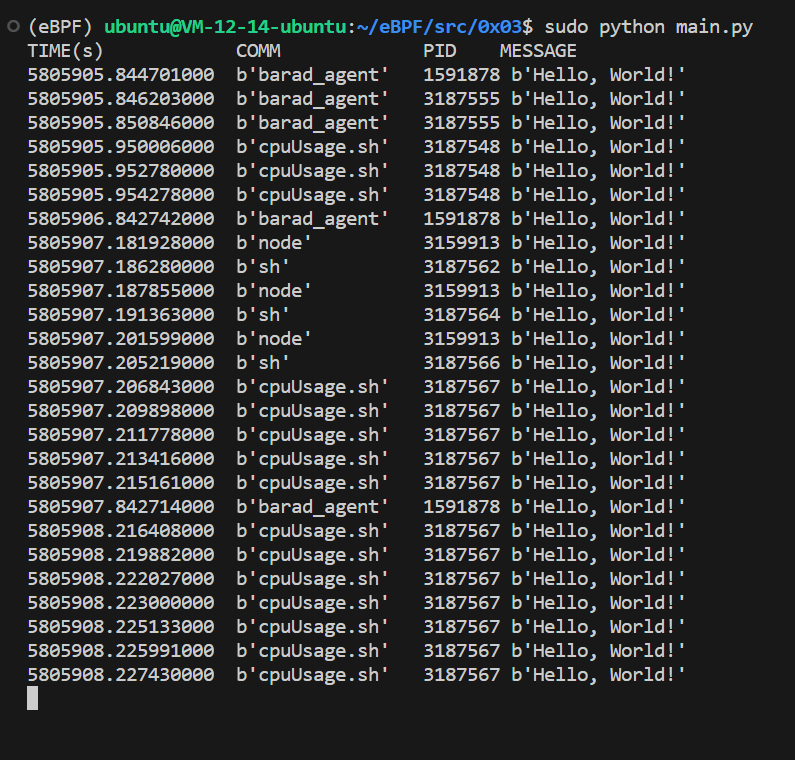 (eBPF) ubuntu@VM-12-14-ubuntu:~/eBPF/src/0x03$ sudo python main.py
TIME(s)            COMM             PID    MESSAGE
5805905.844701000  b'barad_agent'   1591878 b'Hello, World!'
5805905.846203000  b'barad_agent'   3187555 b'Hello, World!'
5805905.850846000  b'barad_agent'   3187555 b'Hello, World!'
5805905.950006000  b'cpuUsage.sh'   3187548 b'Hello, World!'
5805905.952780000  b'cpuUsage.sh'   3187548 b'Hello, World!'
5805905.954278000  b'cpuUsage.sh'   3187548 b'Hello, World!'
5805906.842742000  b'barad_agent'   1591878 b'Hello, World!'
5805907.181928000  b'node'          3159913 b'Hello, World!'
5805907.186280000  b'sh'            3187562 b'Hello, World!'
5805907.187855000  b'node'          3159913 b'Hello, World!'
5805907.191363000  b'sh'            3187564 b'Hello, World!'
5805907.201599000  b'node'          3159913 b'Hello, World!'
5805907.205219000  b'sh'            3187566 b'Hello, World!'
5805907.206843000  b'cpuUsage.sh'   3187567 b'Hello, World!'
5805907.209898000  b'cpuUsage.sh'   3187567 b'Hello, World!'
5805907.211778000  b'cpuUsage.sh'   3187567 b'Hello, World!'
5805907.213416000  b'cpuUsage.sh'   3187567 b'Hello, World!'
5805907.215161000  b'cpuUsage.sh'   3187567 b'Hello, World!'
5805907.842714000  b'barad_agent'   1591878 b'Hello, World!'
5805908.216408000  b'cpuUsage.sh'   3187567 b'Hello, World!'
5805908.219882000  b'cpuUsage.sh'   3187567 b'Hello, World!'
5805908.222027000  b'cpuUsage.sh'   3187567 b'Hello, World!'
5805908.223000000  b'cpuUsage.sh'   3187567 b'Hello, World!'
5805908.225133000  b'cpuUsage.sh'   3187567 b'Hello, World!'
5805908.225991000  b'cpuUsage.sh'   3187567 b'Hello, World!'
5805908.227430000  b'cpuUsage.sh'   3187567 b'Hello, World!'